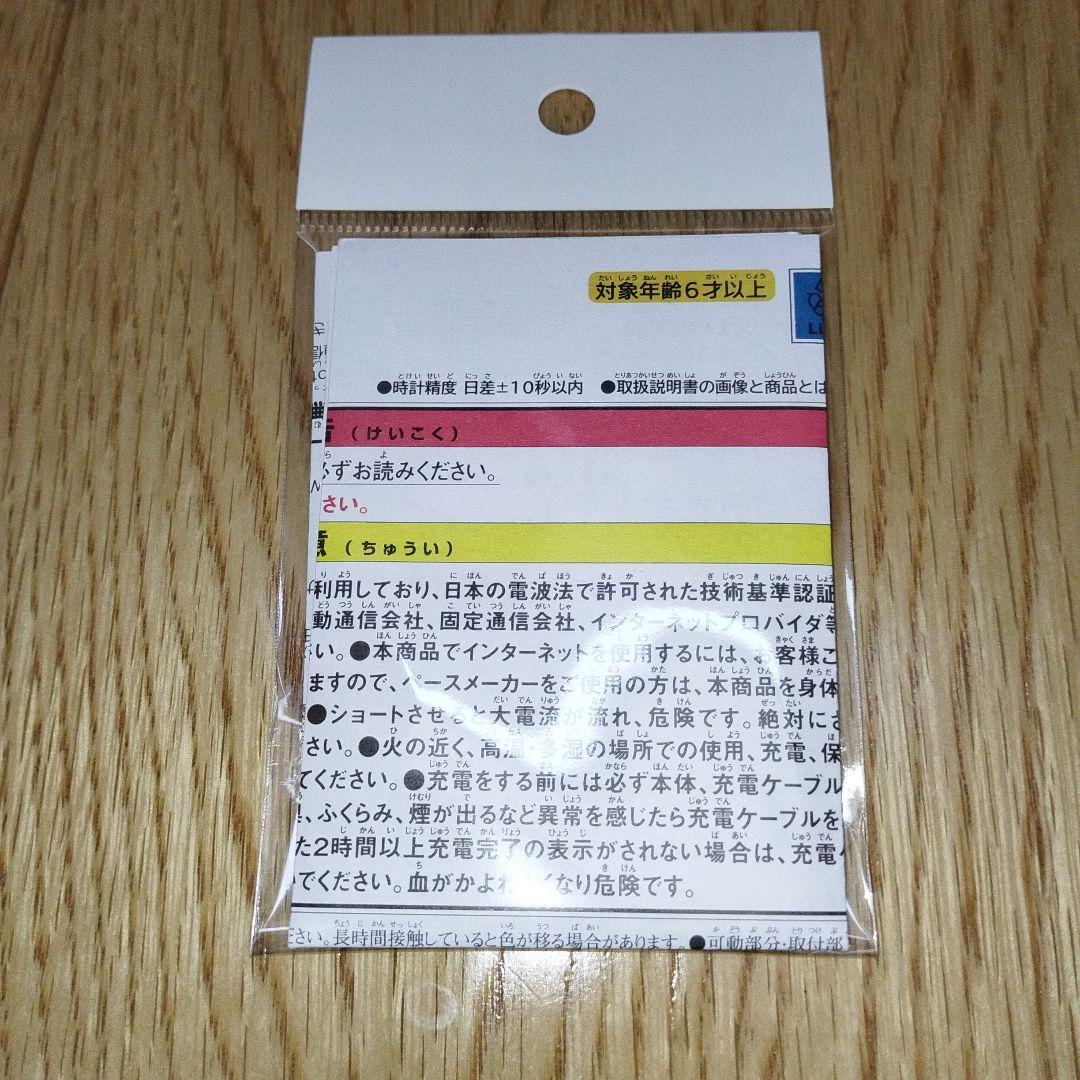 対象年齢6才以上
●時計精度 日差±10秒以内 ●取扱説明書の画像と商品とは
(けいこく)
ずお読みください。
さい。
(ちゅうい)
利用しており、日本の電波法で許可された技術基準認証
動通信会社、固定通信会社、インターネットプロバイダ等
い。●本商品でインターネットを使用するには、お客様ご
ますので、ペースメーカーをご使用の方は、本商品を身体
●ショートさせると大電流が流れ、危険です。絶対にさ
さい。●火の近く、高温・多湿の場所での使用、充電、保
てください。●充電をする前には必ず本体、充電ケーブル
、ふくらみ、煙が出るなど異常を感じたら充電ケーブルを
た2時間以上充電完了の表示がされない場合は、充電
でください。血がかよわなくなり危険です。
ださい。長時間接触していると色が移る場合があります。●可動部分・取付部